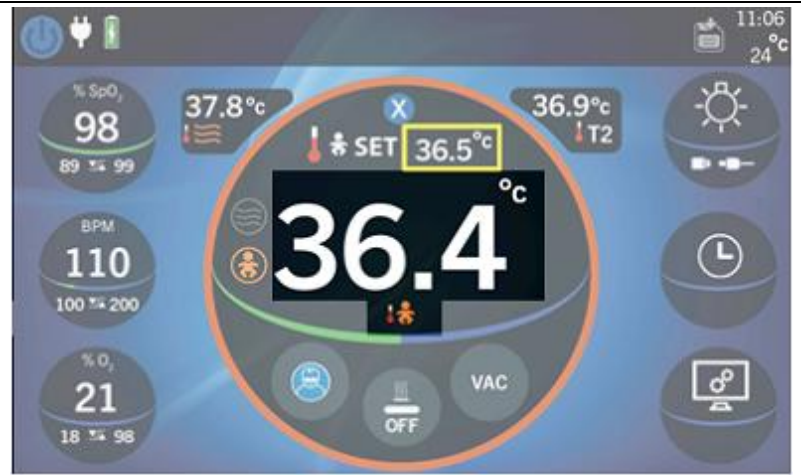 11:06
24 °C
% SpO₂
98
89 99
37.8°C
X
36.9°C
T2
SET 36.5°C
BPM
110
100 200
36.4 °C
% O₂
21
18 98
OFF
VAC